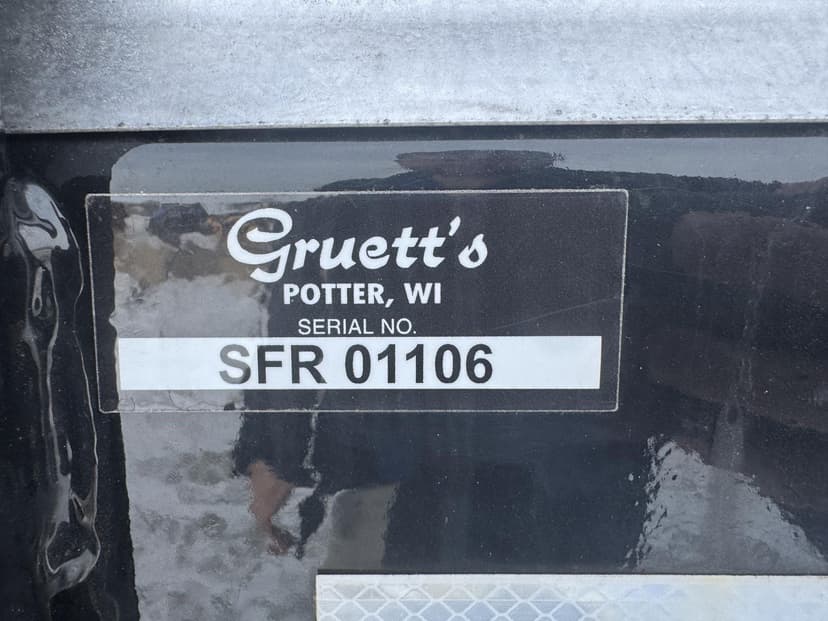 Gruett's
POTTER, WI
SERIAL NO.
SFR 01106